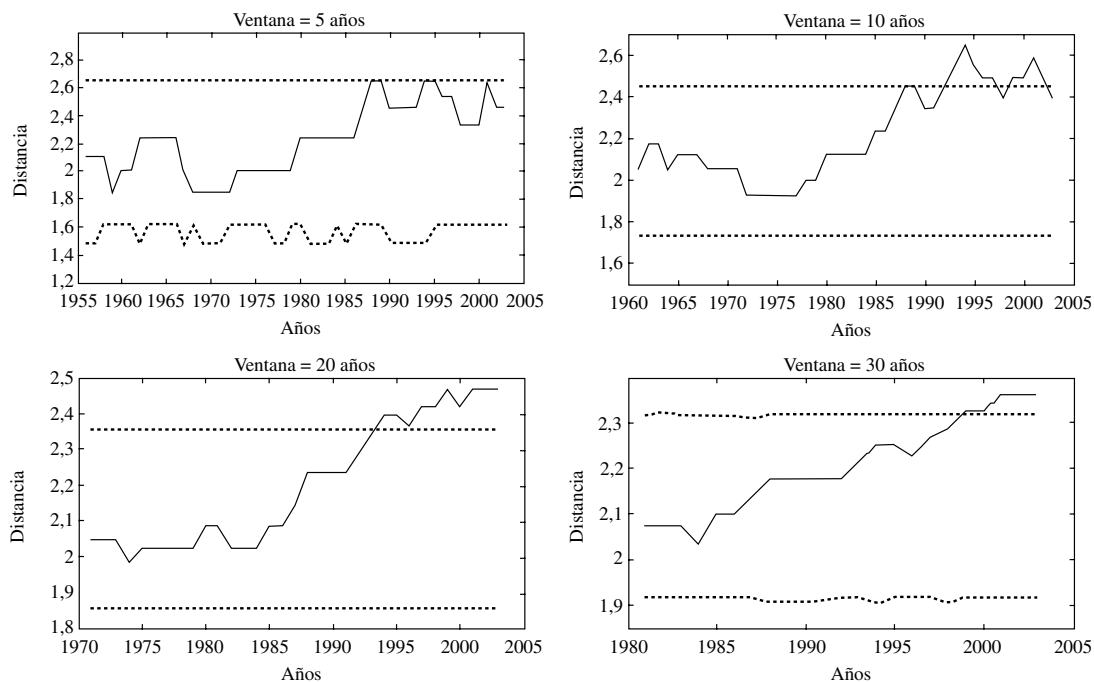 Ventana = 5 años
Distancia
2,8
2,6
2,4
2,2
2
1,8
1,6
1,4
1,2
1955 1960 1965 1970 1975 1980 1985 1990 1995 2000 2005
Años
Ventana = 10 años
Distancia
2,6
2,4
2,2
2
1,8
1,6
1960 1965 1970 1975 1980 1985 1990 1995 2000 2005
Años
Ventana = 20 años
Distancia
2,5
2,4
2,3
2,2
2,1
2
1,9
1,8
1970 1975 1980 1985 1990 1995 2000 2005
Años
Ventana = 30 años
Distancia
2,3
2,2
2,1
2
1,9
1980 1985 1990 1995 2000 2005
Años